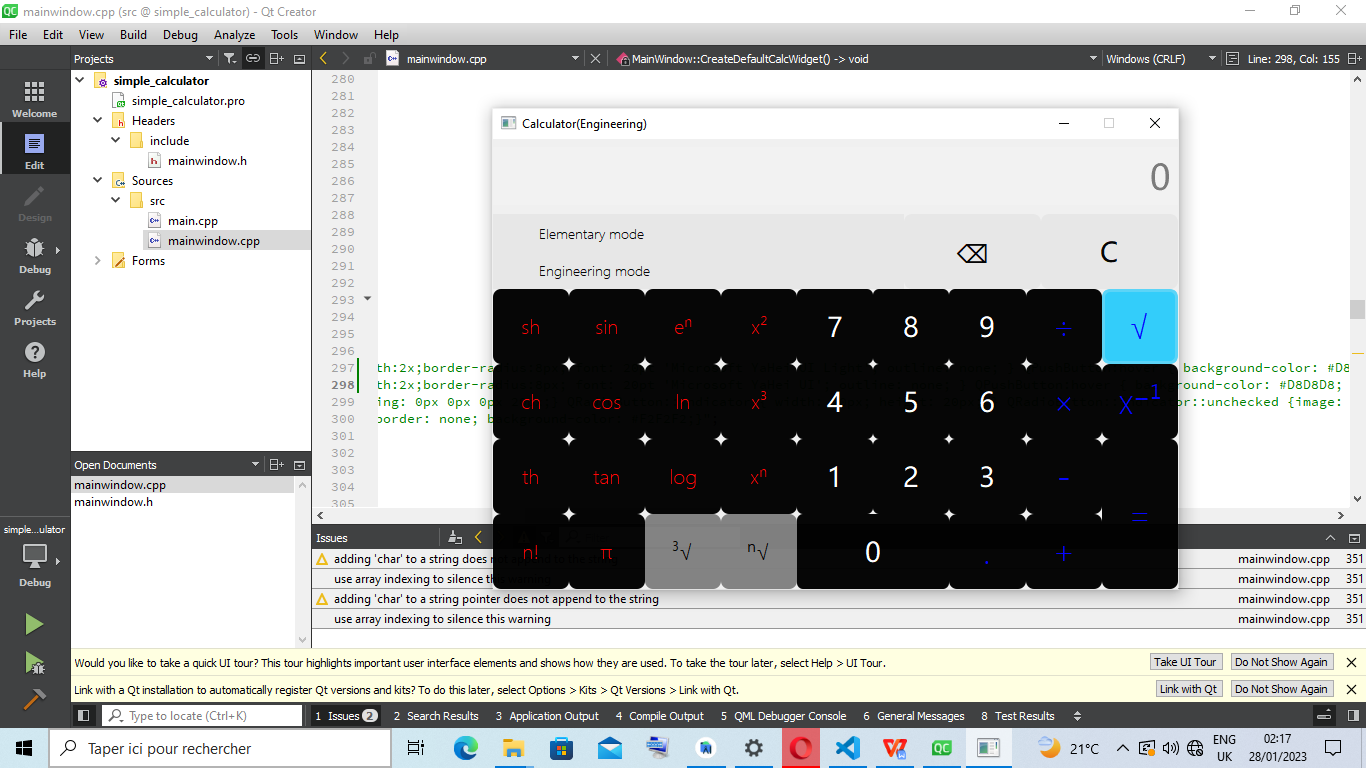 mainwindow.cpp (src @ simple_calculator) - Qt Creator
File Edit View Build Debug Analyze Tools Window Help
Projects
mainwindow.cpp
MainWindow::CreateDefaultCalcWidget() -> void
Windows (CRLF)
Line: 298, Col: 155
Welcome
Edit
Design
Debug
Projects
Help
simple...ulator
Debug
simple_calculator
simple_calculator.pro
Headers
include
mainwindow.h
Sources
src
main.cpp
mainwindow.cpp
Forms
Open Documents
mainwindow.cpp
mainwindow.h
280
281
282
283
284
285
286
287
288
289
290
291
292
293
294
295
296
297 th:2x;border-ra background-color: #D8
298 th:2x;border-ra ground-color: #D8D8D8;
299 ing: 0px 0px 0p or::unchecked {image:
300 border: none; b
301
302
303
304
305
Calculator(Engineering)
0
Elementary mode
Engineering mode
⌫ C
sh sin eⁿ x² 7 8 9 ÷ √
ch cos ln x³ 4 5 6 × x⁻¹
th tan log xⁿ 1 2 3 - =
n! π ³√ ⁿ√ 0 . +
Issues
adding 'char' to a string does n
mainwindow.cpp 351
use array indexing to silence this warning
mainwindow.cpp 351
adding 'char' to a string pointer does not append to the string
mainwindow.cpp 351
use array indexing to silence this warning
mainwindow.cpp 351
Would you like to take a quick UI tour? This tour highlights important user interface elements and shows how they are used. To take the tour later, select Help > UI Tour.
Take UI Tour
Do Not Show Again
Link with a Qt installation to automatically register Qt versions and kits? To do this later, select Options > Kits > Qt Versions > Link with Qt.
Link with Qt
Do Not Show Again
Type to locate (Ctrl+K)
1 Issues 2
2 Search Results
3 Application Output
4 Compile Output
5 QML Debugger Console
6 General Messages
8 Test Results
Taper ici pour rechercher
21°C
ENG
UK
02:17
28/01/2023